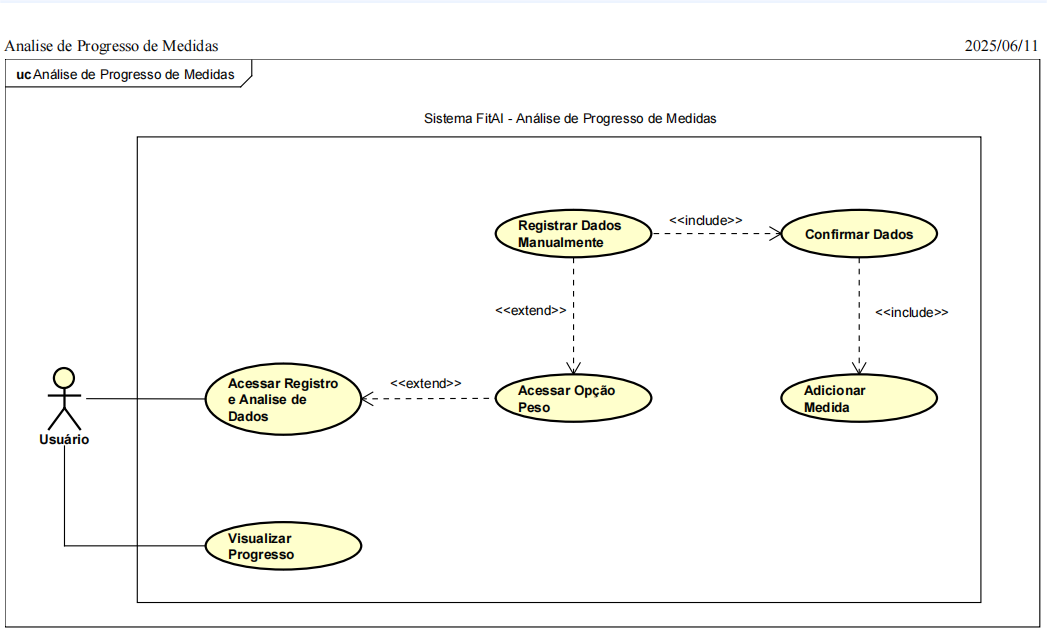 Analise de Progresso de Medidas
2025/06/11
uc Análise de Progresso de Medidas
Sistema FitAI - Análise de Progresso de Medidas
Registrar Dados
Manualmente
<<include>>
Confirmar Dados
<<extend>>
<<include>>
Acessar Registro
e Analise de
Dados
<<extend>>
Acessar Opção
Peso
Adicionar
Medida
Usuário
Visualizar
Progresso